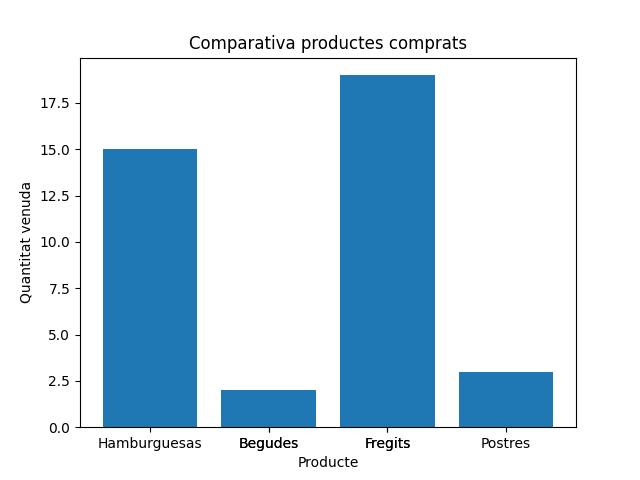 Comparativa productes comprats
Quantitat venuda
17.5
15.0
12.5
10.0
7.5
5.0
2.5
0.0
Hamburguesas Begudes Fregits Postres
Producte